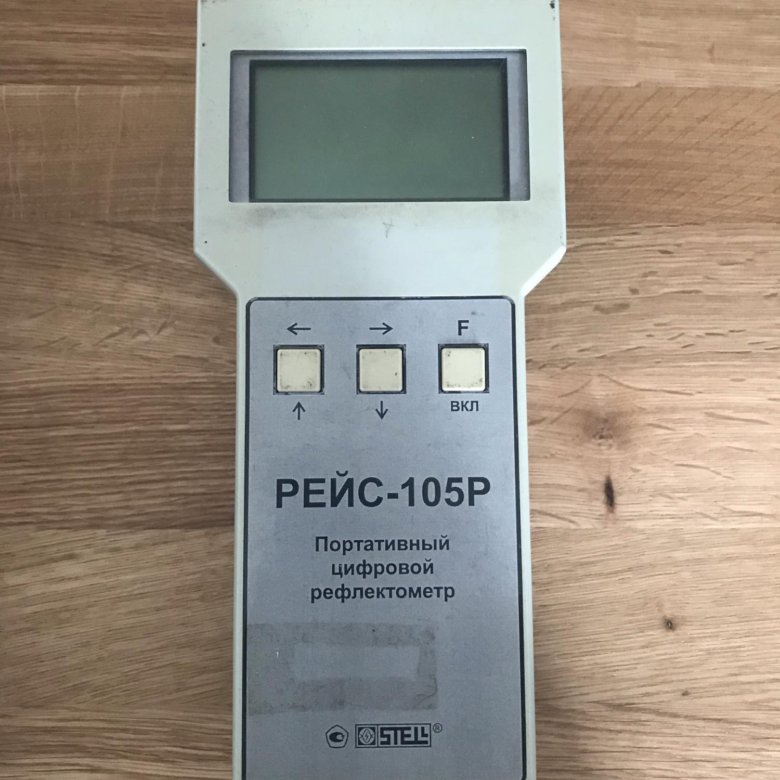 ← → F
↑ ↓ ВКЛ
РЕЙС-105Р
Портативный
цифровой
рефлектометр
STELL®